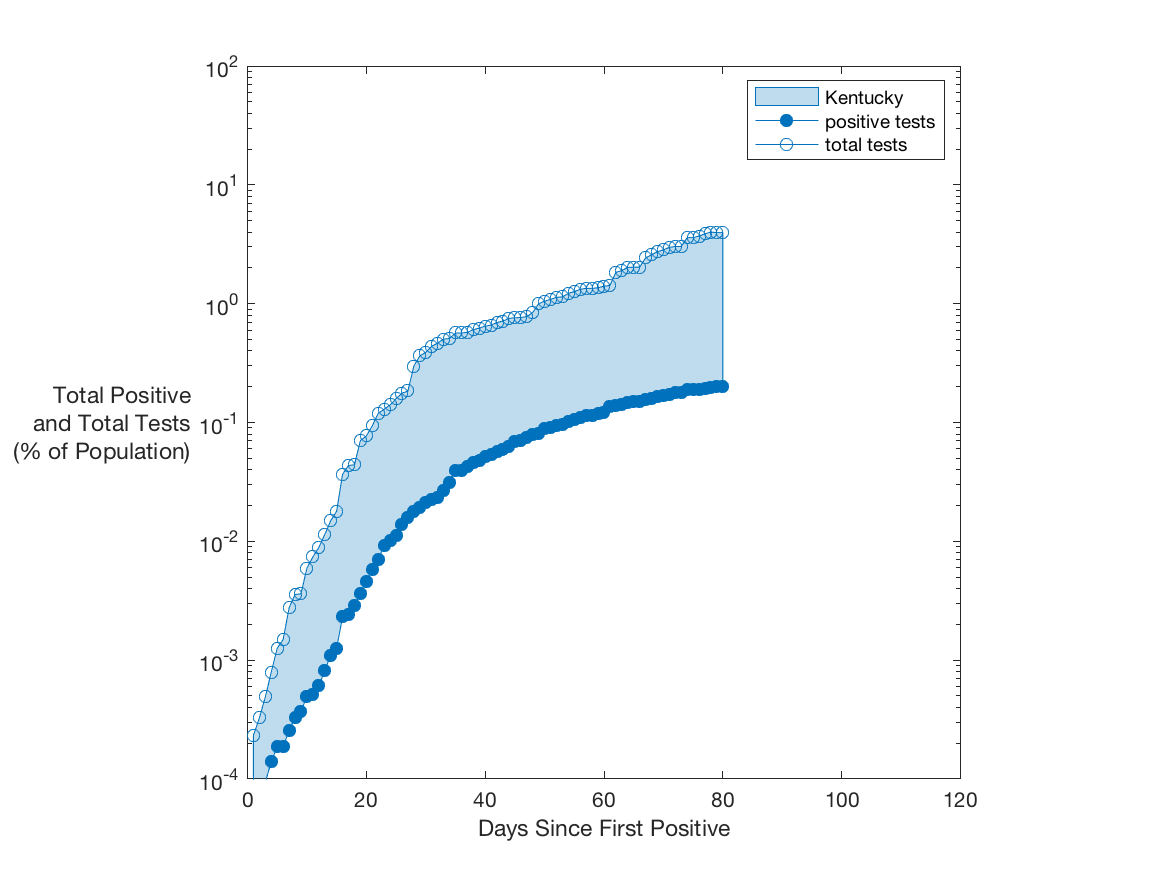 10^2
10^1
10^0
10^-1
10^-2
10^-3
10^-4
Total Positive
and Total Tests
(% of Population)
Kentucky
positive tests
total tests
0 20 40 60 80 100 120
Days Since First Positive